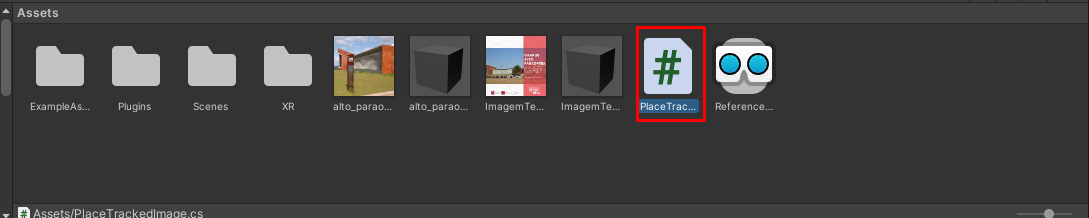 Assets
ExampleAs...
Plugins
Scenes
XR
alto_parao...
alto_parao...
ImagemTe...
ImagemTe...
PlaceTrac...
Reference...
Assets/PlaceTrackedImage.cs